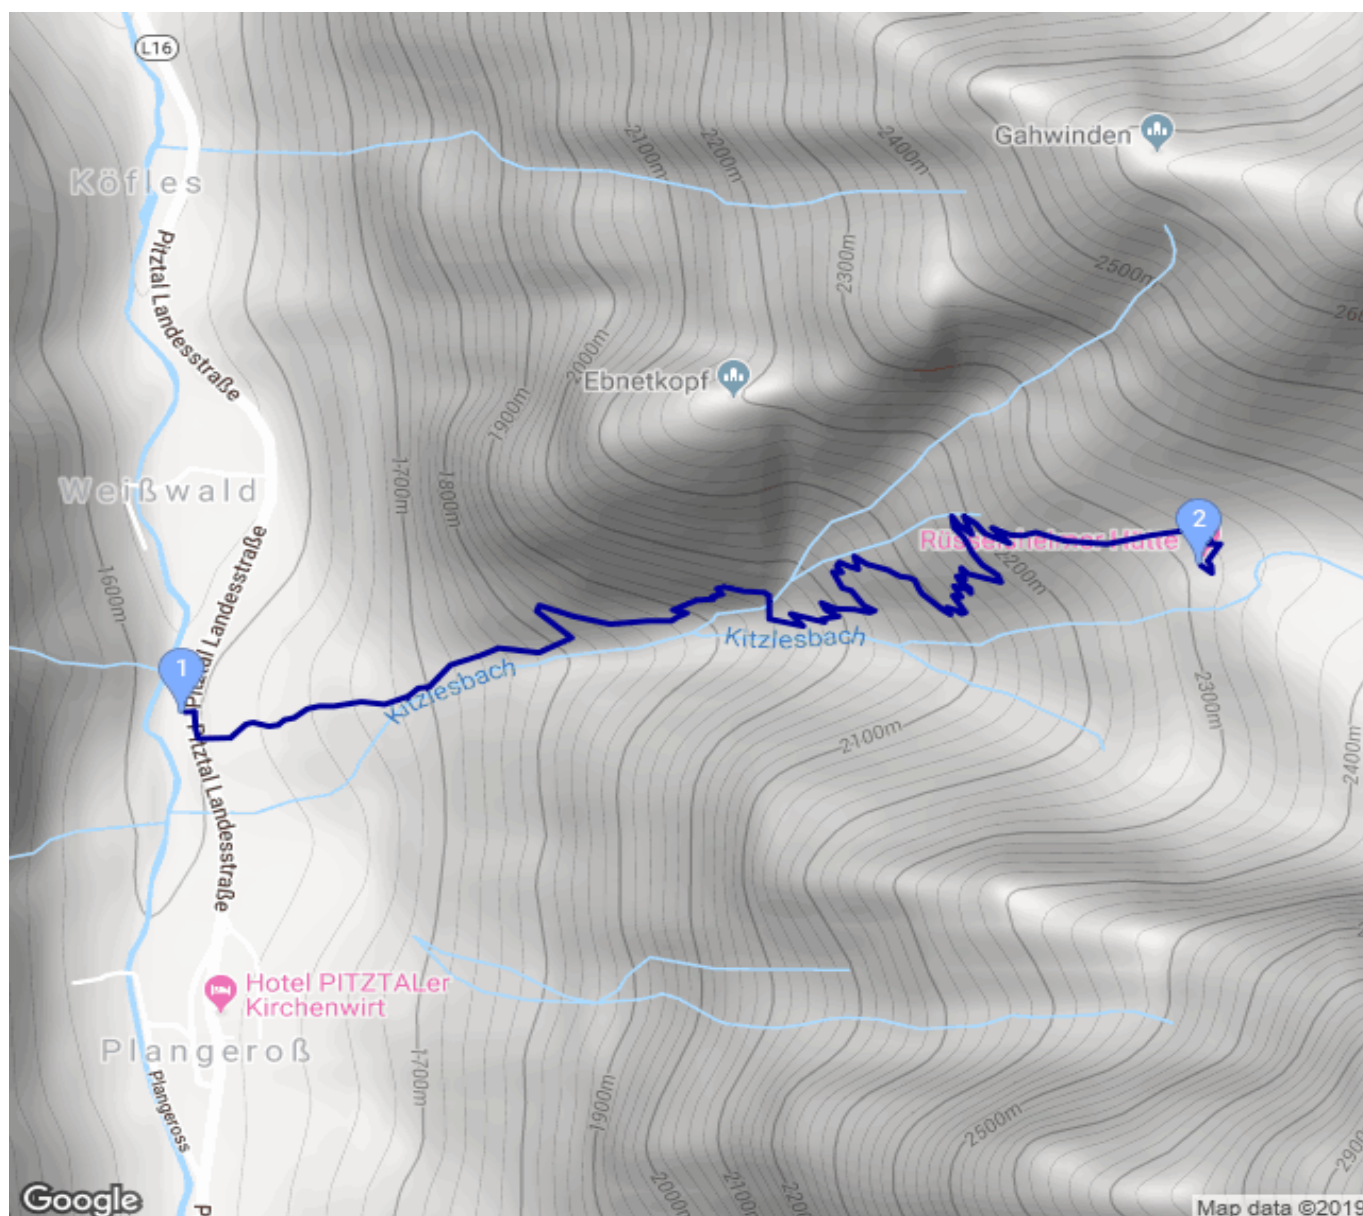 L16
2100m
2200m
2400m
Gahwinden
Köfles
Pitztal Landesstraße
2300m
2500m
2000m
Ebnetkopf
1900m
1700m
1800m
Weißwald
2
Rüsselsheimer Hütte
2200m
Pitztal Landesstraße
1600m
Kitzlesbach
1
Kitzlesbach
2300m
2100m
2400m
Pitztal Landesstraße
Hotel PITZTALer
Kirchenwirt
Plangeroß
1700m
1900m
Plangeross
2500m
2000m
Google
Map data ©2019